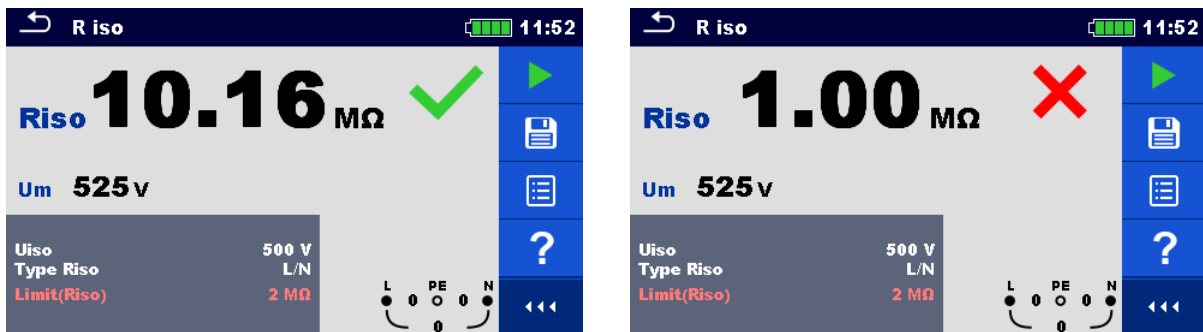 R iso 11:52
Riso 10.16 MΩ
Um 525 V
Uiso 500 V
Type Riso L/N
Limit(Riso) 2 MΩ
L PE N
0 0
0
?
R iso 11:52
Riso 1.00 MΩ
Um 525 V
Uiso 500 V
Type Riso L/N
Limit(Riso) 2 MΩ
L PE N
0 0
0
?